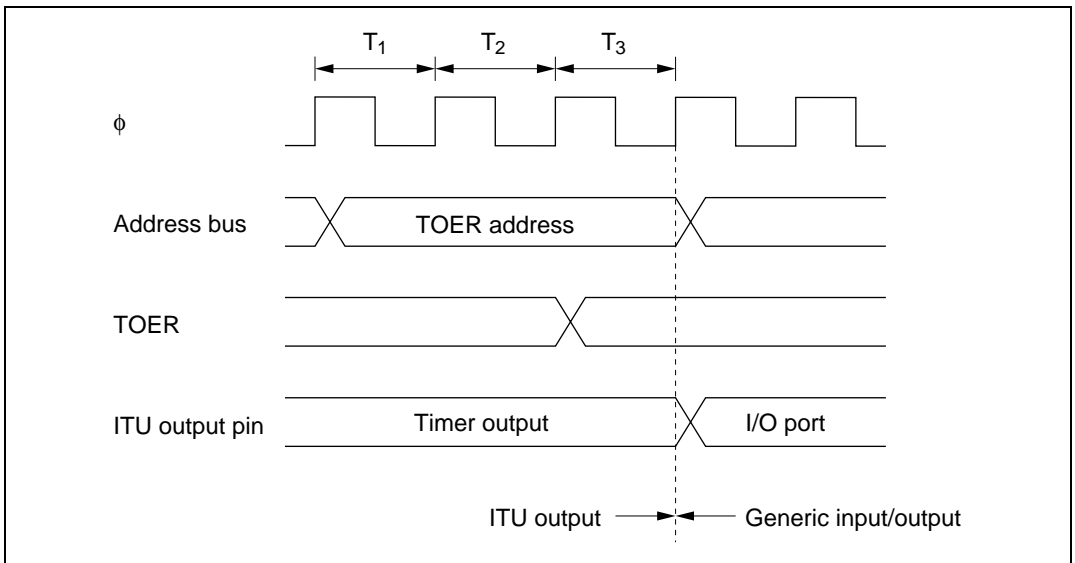 T1 T2 T3
φ
Address bus TOER address
TOER
ITU output pin Timer output I/O port
ITU output Generic input/output